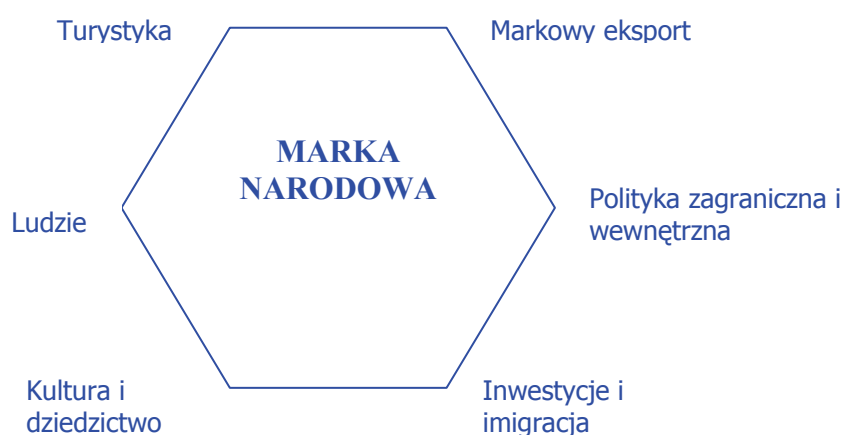 Turystyka
Markowy eksport
MARKA
NARODOWA
Ludzie
Polityka zagraniczna i
wewnętrzna
Kultura i
dziedzictwo
Inwestycje i
imigracja